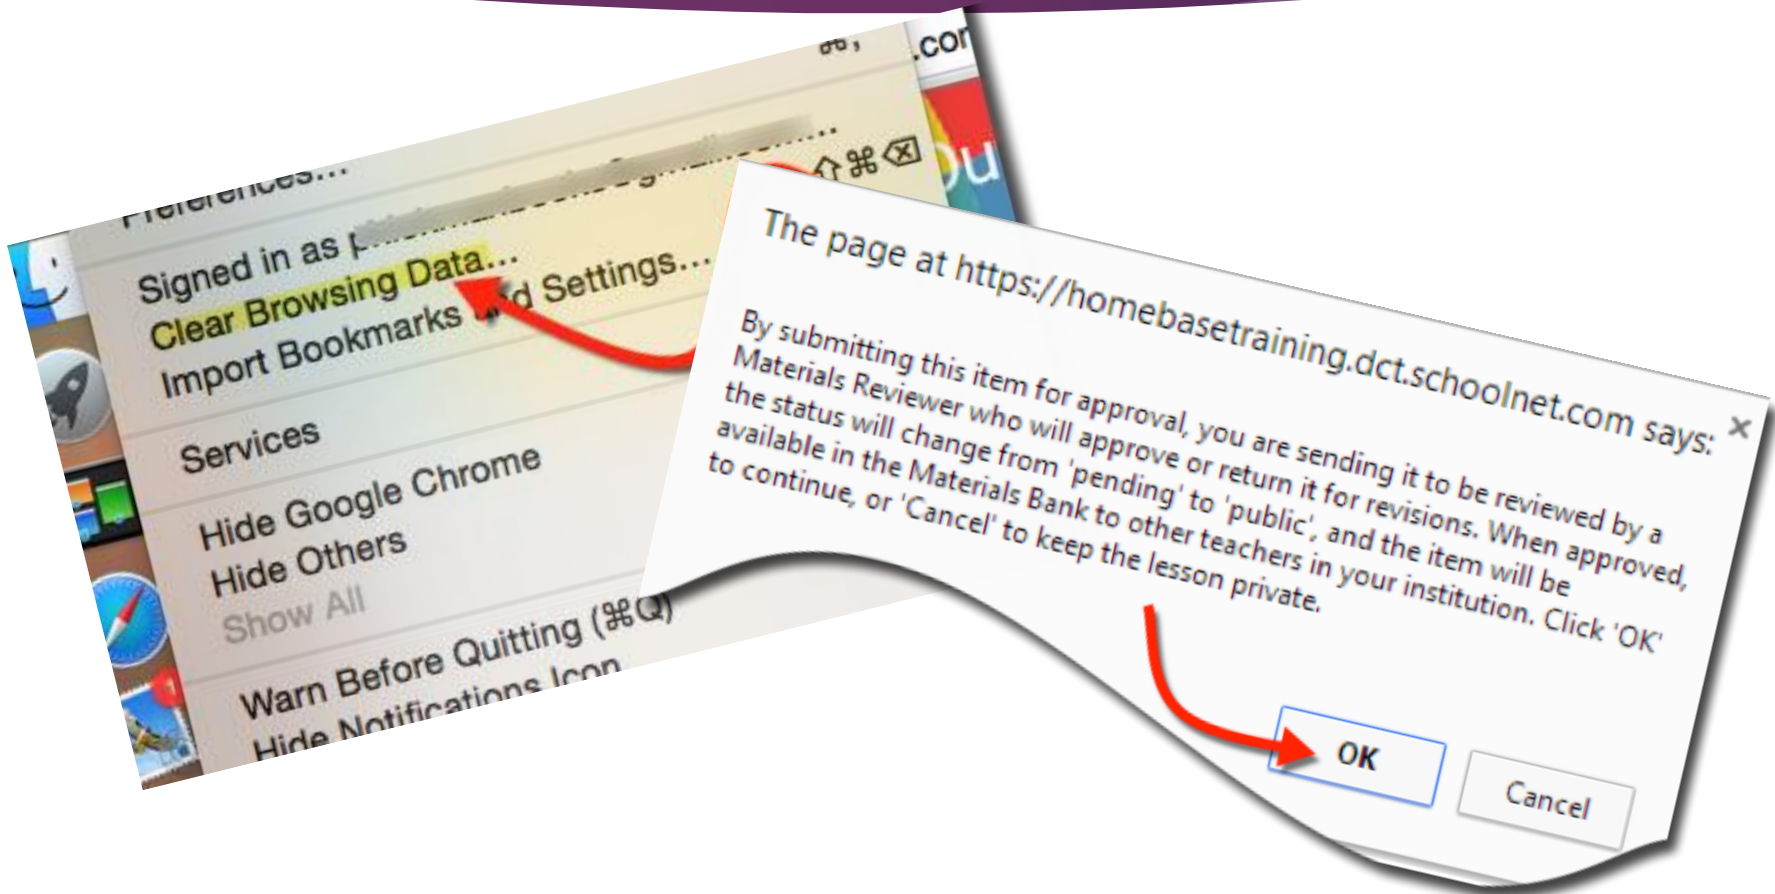 ⌘,
.com
Preferences...
Signed in as
⇧⌘⌫
ou
Clear Browsing Data...
Import Bookmarks and Settings...
Services
Hide Google Chrome
Hide Others
Show All
Warn Before Quitting (⌘Q)
Hide Notifications Icon
The page at https://homebasetraining.dct.schoolnet.com says:
By submitting this item for approval, you are sending it to be reviewed by a
Materials Reviewer who will approve or return it for revisions. When approved,
the status will change from 'pending' to 'public', and the item will be
available in the Materials Bank to other teachers in your institution. Click 'OK'
to continue, or 'Cancel' to keep the lesson private.
OK
Cancel